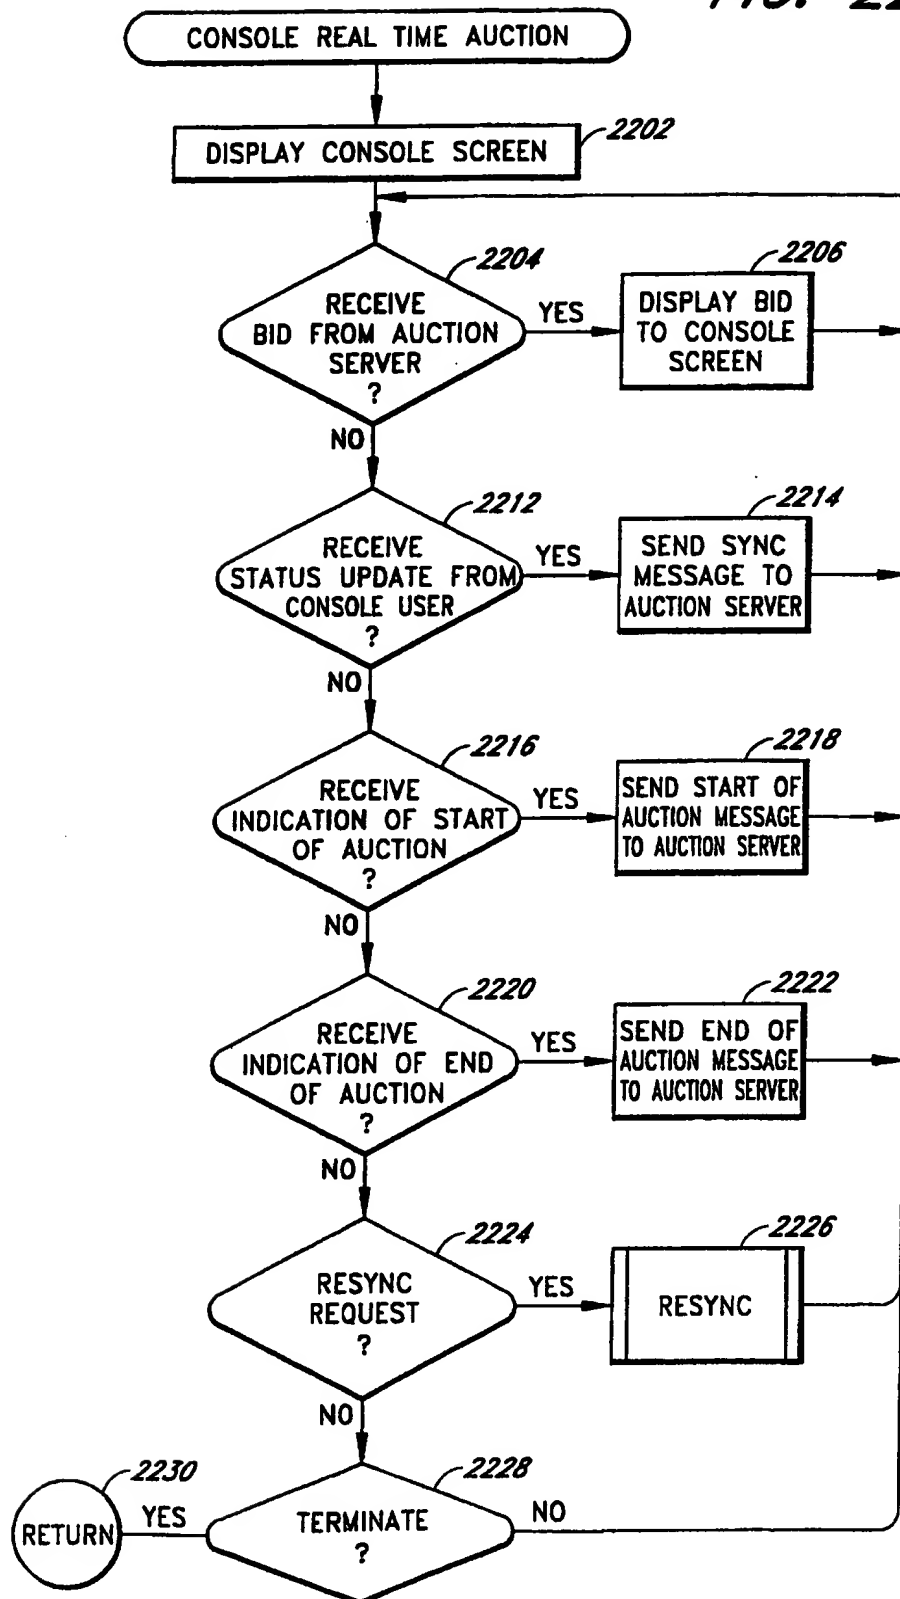 FIG. 22
CONSOLE REAL TIME AUCTION
DISPLAY CONSOLE SCREEN
2202
2204
RECEIVE
BID FROM AUCTION
SERVER
?
YES
2206
DISPLAY BID
TO CONSOLE
SCREEN
NO
2212
RECEIVE
STATUS UPDATE FROM
CONSOLE USER
?
YES
2214
SEND SYNC
MESSAGE TO
AUCTION SERVER
NO
2216
RECEIVE
INDICATION OF START
OF AUCTION
?
YES
2218
SEND START OF
AUCTION MESSAGE
TO AUCTION SERVER
NO
2220
RECEIVE
INDICATION OF END
OF AUCTION
?
YES
2222
SEND END OF
AUCTION MESSAGE
TO AUCTION SERVER
NO
2224
RESYNC
REQUEST
?
YES
2226
RESYNC
NO
2228
TERMINATE
?
NO
YES
2230
RETURN